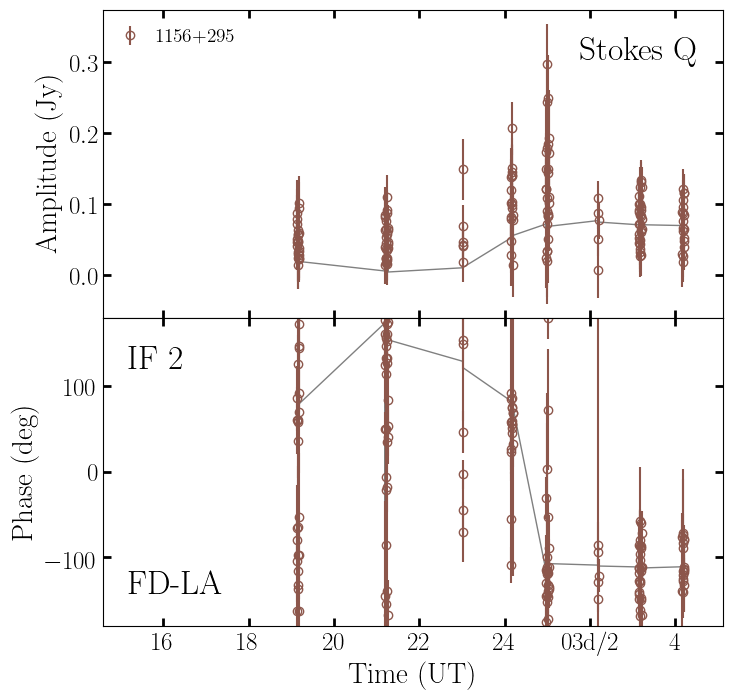 1156+295
Stokes Q
Amplitude (Jy)
0.3
0.2
0.1
0.0
IF 2
FD-LA
Phase (deg)
100
0
−100
16 18 20 22 24 03d/2 4
Time (UT)